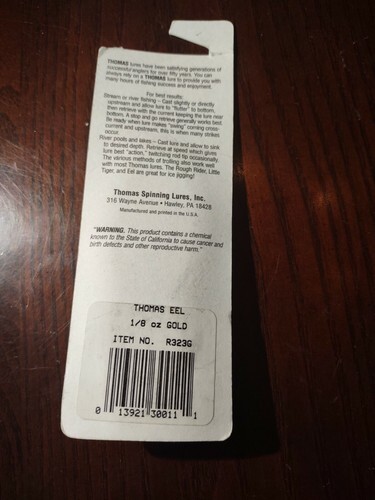 THOMAS lures have been satisfying generations of
successful anglers for over fifty years. You can
always rely on a THOMAS lure to provide you with
many hours of fishing success and enjoyment.
For best results:
Stream or river fishing – Cast slightly or directly
upstream and allow lure to "flutter" to bottom,
then retrieve with the current keeping the lure near
bottom. A stop and go retrieve generally works best.
Be ready when lure makes "swing" coming cross-
current and upstream, this is when many strikes
occur.
River pools and lakes – Cast lure and allow to sink
to desired depth. Retrieve at speed which gives
lure best "action," twitching rod tip occasionally.
The various methods of trolling also work well
with most Thomas lures. The Rough Rider, Little
Tiger, and Eel are great for ice jigging!
Thomas Spinning Lures, Inc.
316 Wayne Avenue • Hawley, PA 18428
Manufactured and printed in the U.S.A.
"WARNING. This product contains a chemical
known to the State of California to cause cancer and
birth defects and other reproductive harm."
THOMAS EEL
1/8 oz GOLD
ITEM NO. R323G
0 13921 30011 1